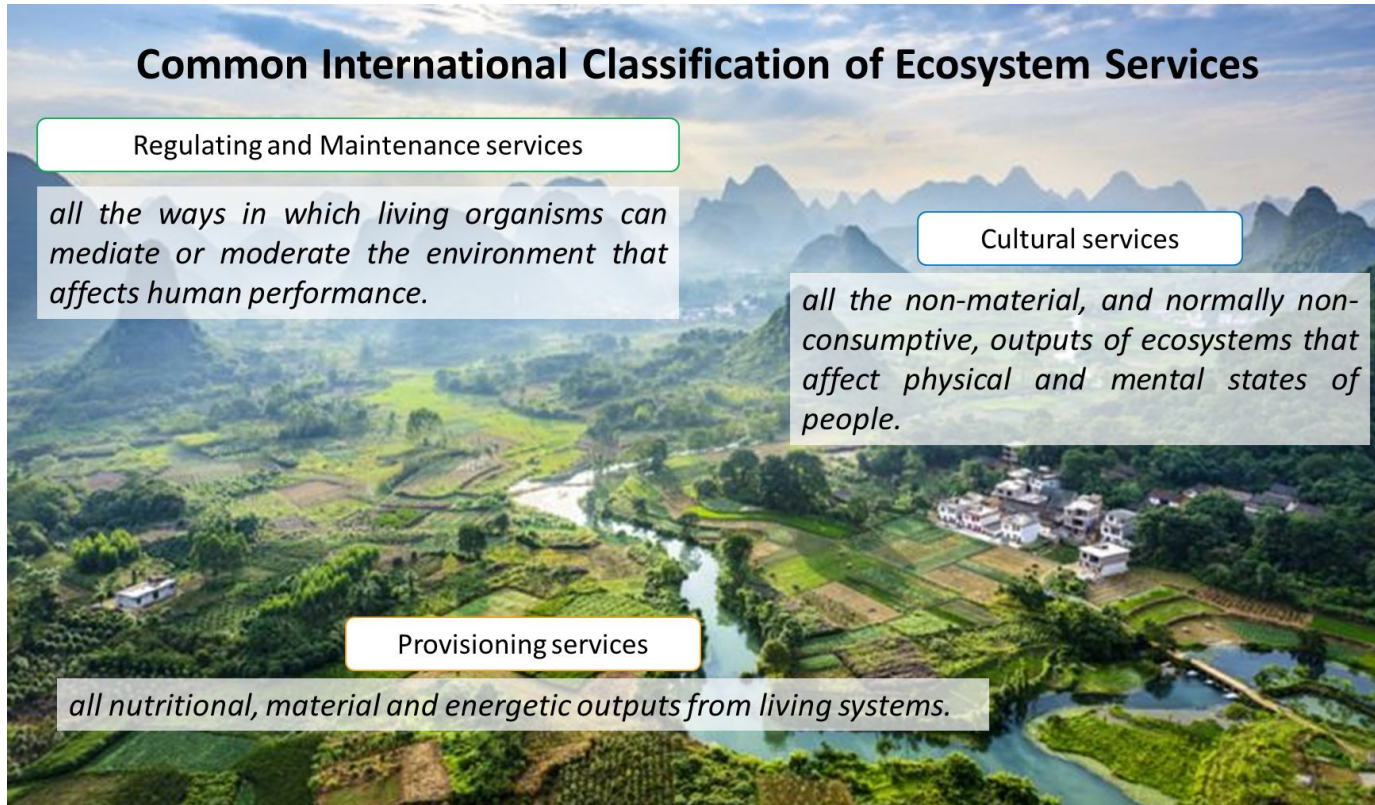 Common International Classification of Ecosystem Services
Regulating and Maintenance services
all the ways in which living organisms can
mediate or moderate the environment that
affects human performance.
Cultural services
all the non-material, and normally non-
consumptive, outputs of ecosystems that
affect physical and mental states of
people.
Provisioning services
all nutritional, material and energetic outputs from living systems.